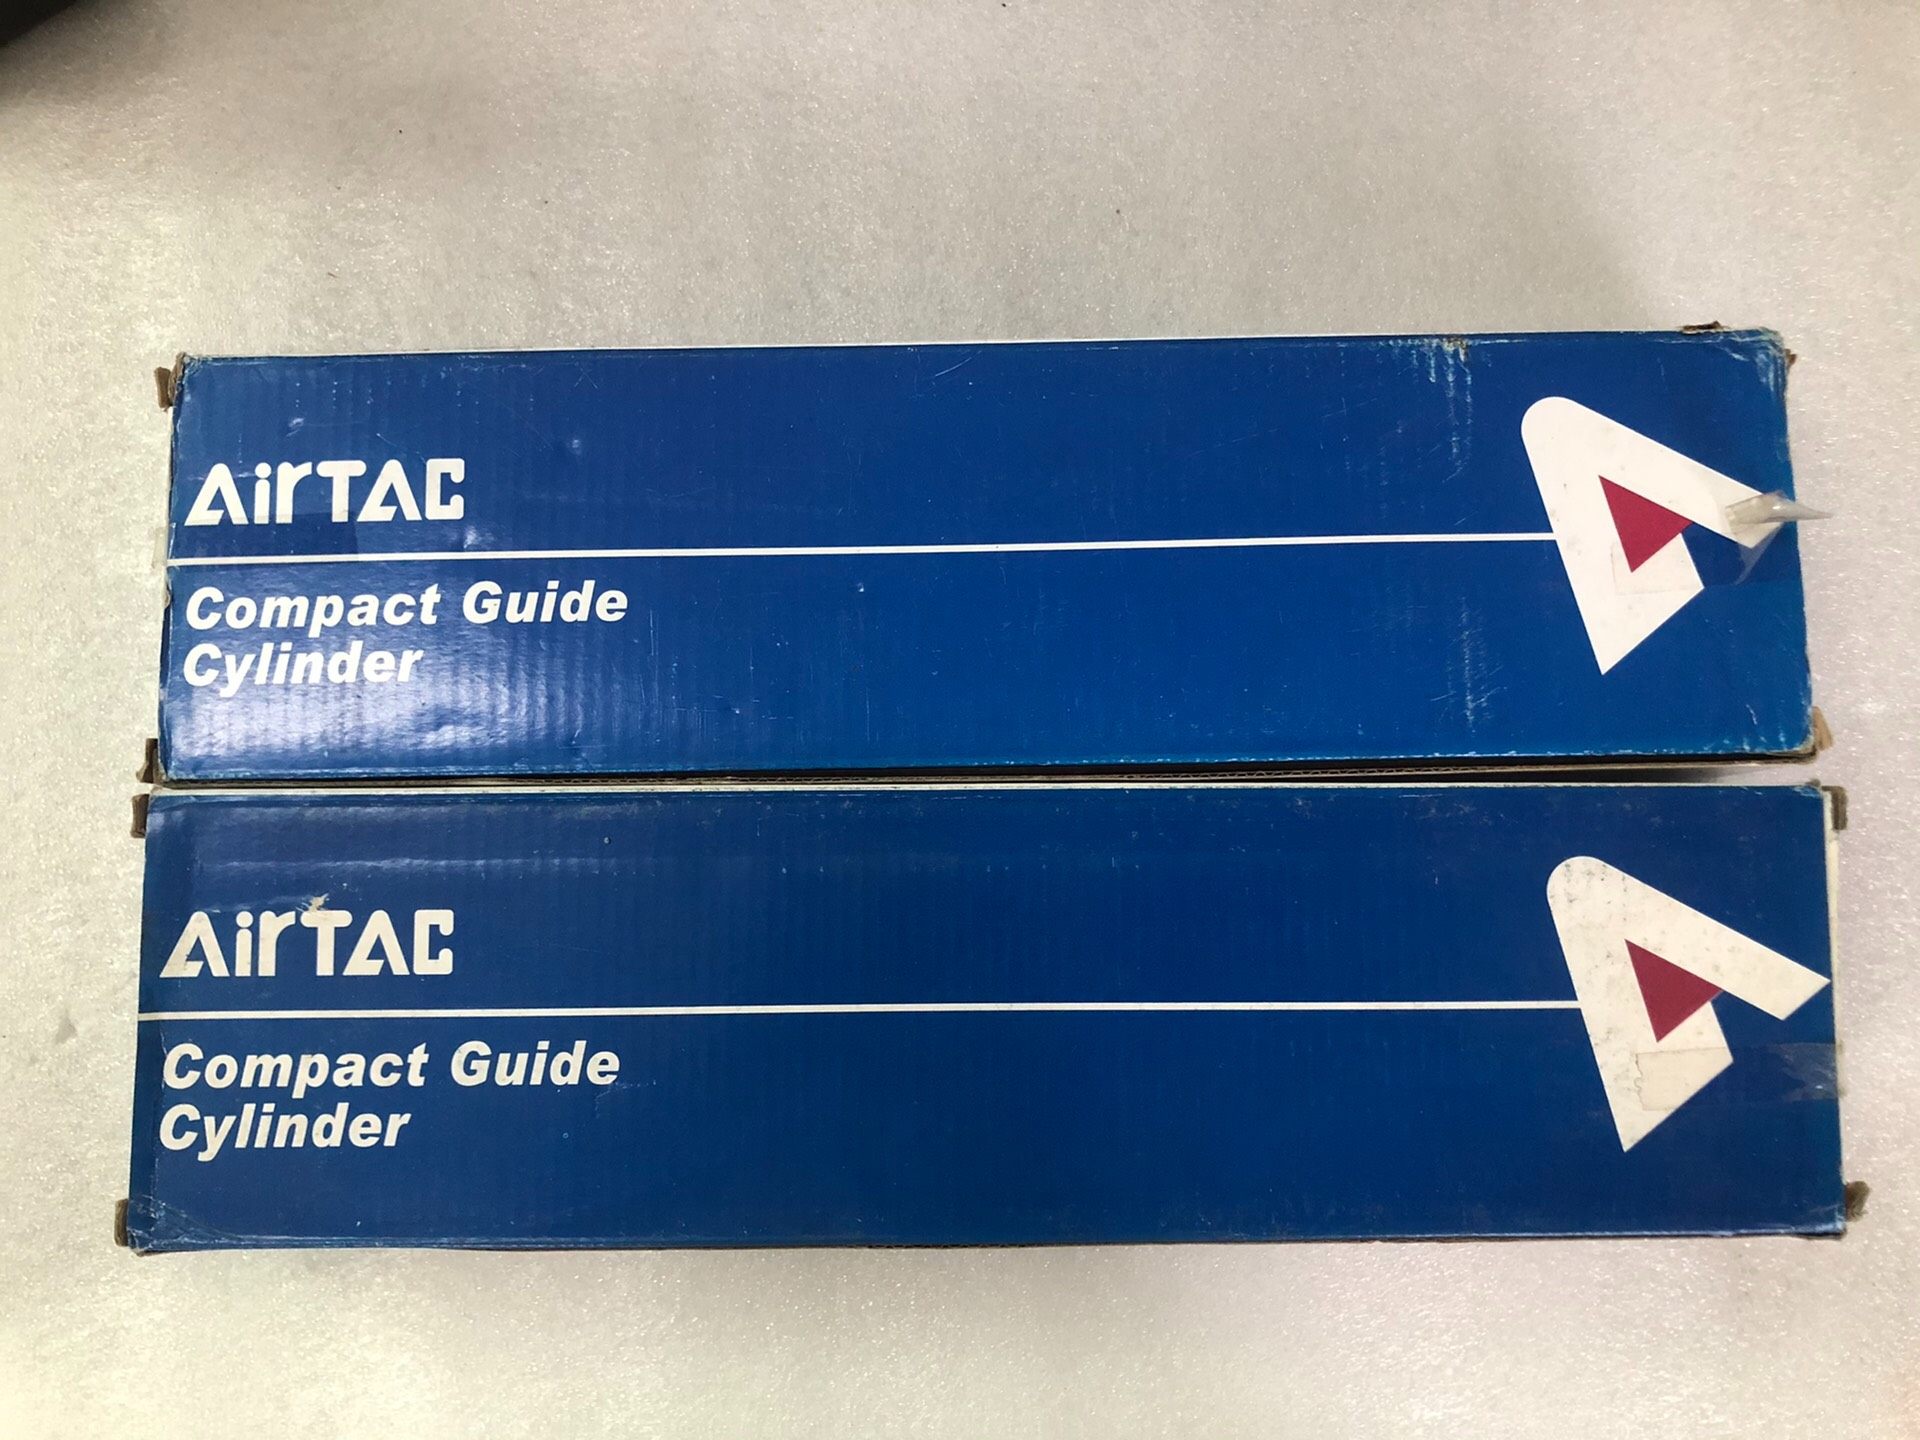 AirTAC
Compact Guide
Cylinder
AirTAC
Compact Guide
Cylinder